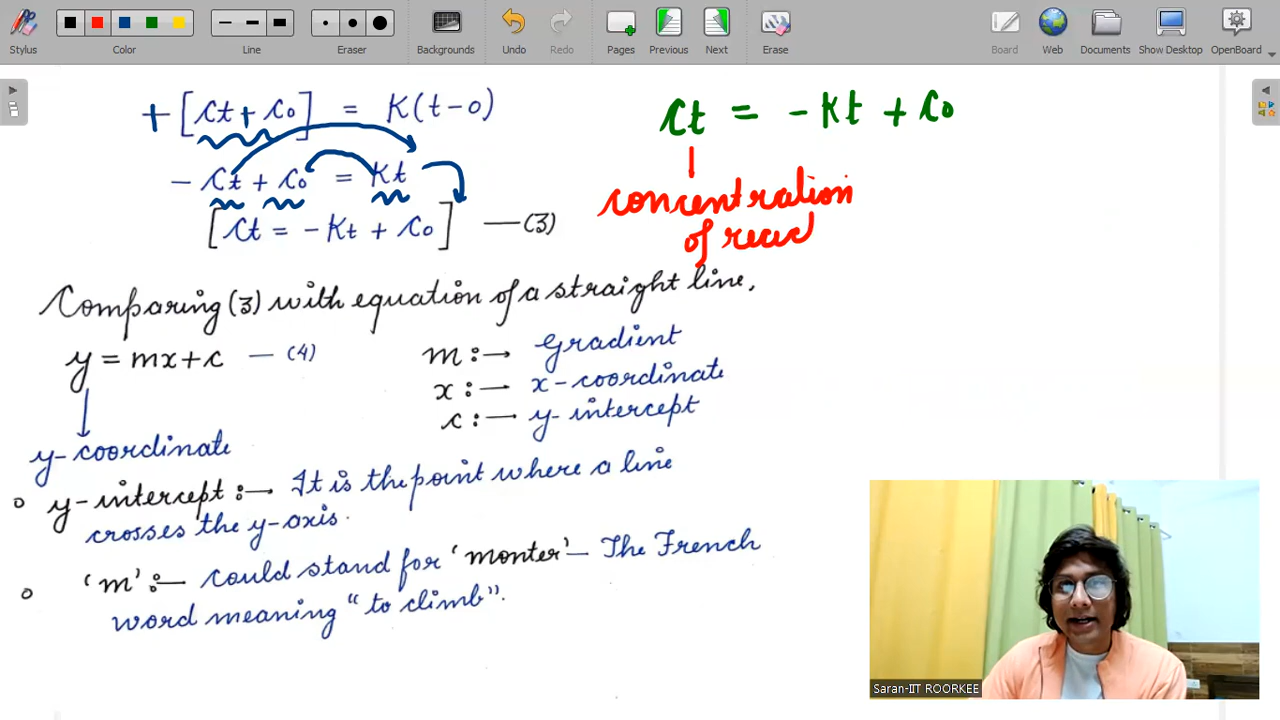 Stylus
Color
Line
Eraser
Backgrounds
Undo
Redo
Pages
Previous
Next
Erase
Board
Web
Documents
Show Desktop
OpenBoard
+ [Ct + C0] = K(t-0)
- Ct + C0 = Kt
[Ct = -Kt + C0] —(3)
Ct = -Kt + C0
concentration
of
Comparing (3) with equation of a straight line,
y = mx + c — (4)
y-coordinate
m :→ gradient
x :→ x-coordinate
c :→ y-intercept
o y-intercept :→ It is the point where a line
crosses the y-axis.
o 'm' :— could stand for 'monter' — The French
word meaning "to climb".
Saran-IIT ROORKEE